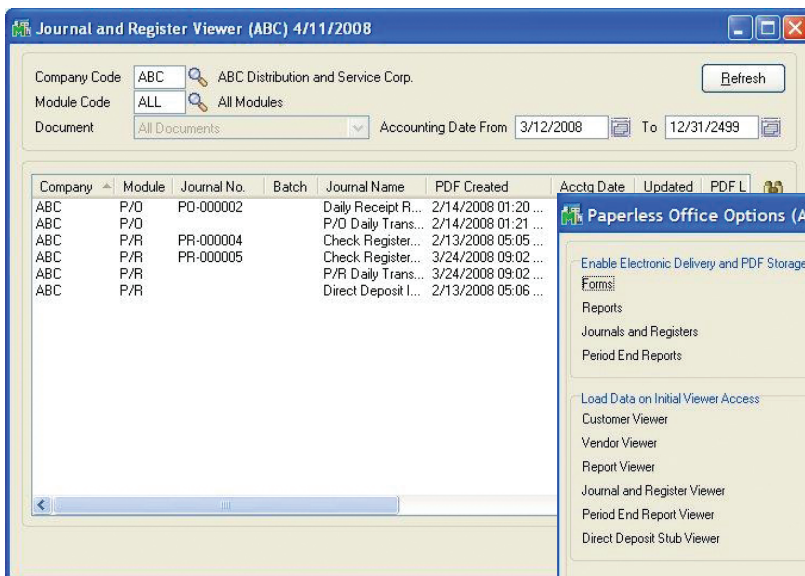 Journal and Register Viewer (ABC) 4/11/2008
Company Code ABC ABC Distribution and Service Corp. Refresh
Module Code ALL All Modules
Document All Documents Accounting Date From 3/12/2008 To 12/31/2499
Company Module Journal No. Batch Journal Name PDF Created Acctg Date Updated PDF L
ABC P/O PO-000002 Daily Receipt R... 2/14/2008 01:20 ...
ABC P/O P/O Daily Trans... 2/14/2008 01:21 ...
ABC P/R PR-000004 Check Register... 2/13/2008 05:05 ...
ABC P/R PR-000005 Check Register... 3/24/2008 09:02 ...
ABC P/R P/R Daily Trans... 3/24/2008 09:02 ...
ABC P/R Direct Deposit I... 2/13/2008 05:06 ...
Paperless Office Options (A
Enable Electronic Delivery and PDF Storage
Forms
Reports
Journals and Registers
Period End Reports
Load Data on Initial Viewer Access
Customer Viewer
Vendor Viewer
Report Viewer
Journal and Register Viewer
Period End Report Viewer
Direct Deposit Stub Viewer